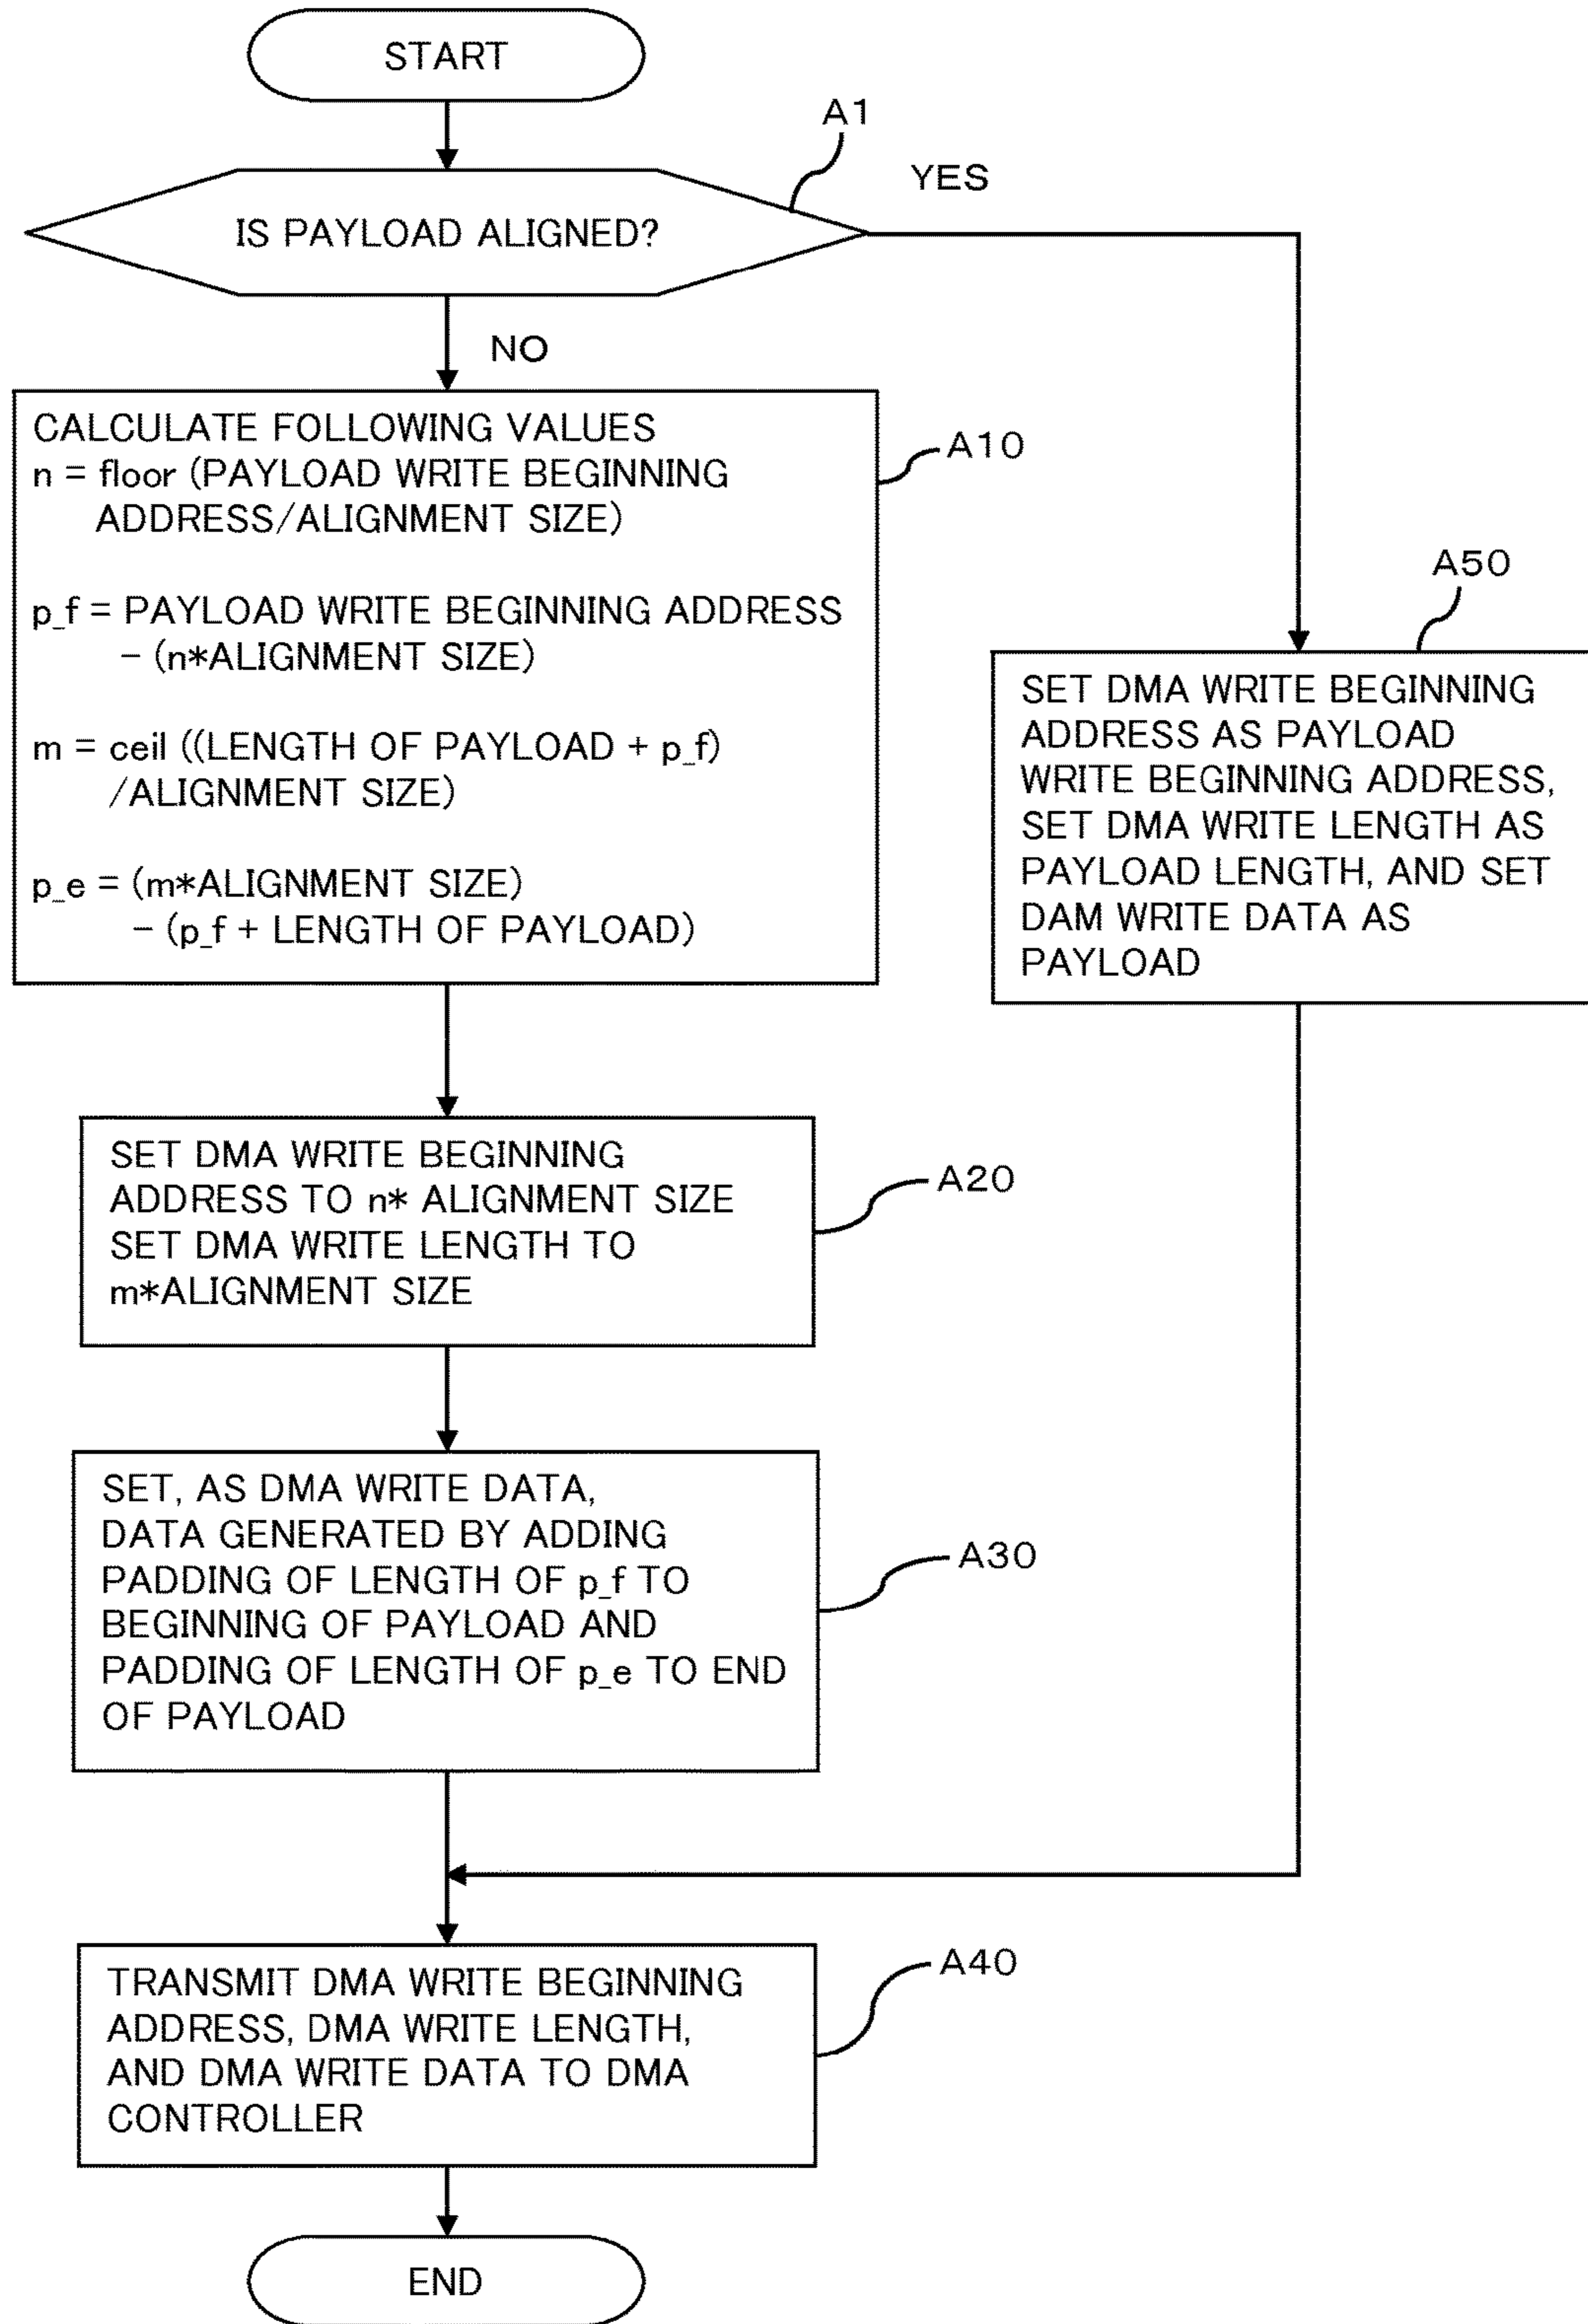 START
A1
YES
IS PAYLOAD ALIGNED?
NO
CALCULATE FOLLOWING VALUES
n = floor (PAYLOAD WRITE BEGINNING
ADDRESS/ALIGNMENT SIZE)
p_f = PAYLOAD WRITE BEGINNING ADDRESS
- (n*ALIGNMENT SIZE)
m = ceil ((LENGTH OF PAYLOAD + p_f)
/ALIGNMENT SIZE)
p_e = (m*ALIGNMENT SIZE)
- (p_f + LENGTH OF PAYLOAD)
A10
A50
SET DMA WRITE BEGINNING
ADDRESS AS PAYLOAD
WRITE BEGINNING ADDRESS,
SET DMA WRITE LENGTH AS
PAYLOAD LENGTH, AND SET
DAM WRITE DATA AS
PAYLOAD
SET DMA WRITE BEGINNING
ADDRESS TO n* ALIGNMENT SIZE
SET DMA WRITE LENGTH TO
m*ALIGNMENT SIZE
A20
SET, AS DMA WRITE DATA,
DATA GENERATED BY ADDING
PADDING OF LENGTH OF p_f TO
BEGINNING OF PAYLOAD AND
PADDING OF LENGTH OF p_e TO END
OF PAYLOAD
A30
TRANSMIT DMA WRITE BEGINNING
ADDRESS, DMA WRITE LENGTH,
AND DMA WRITE DATA TO DMA
CONTROLLER
A40
END